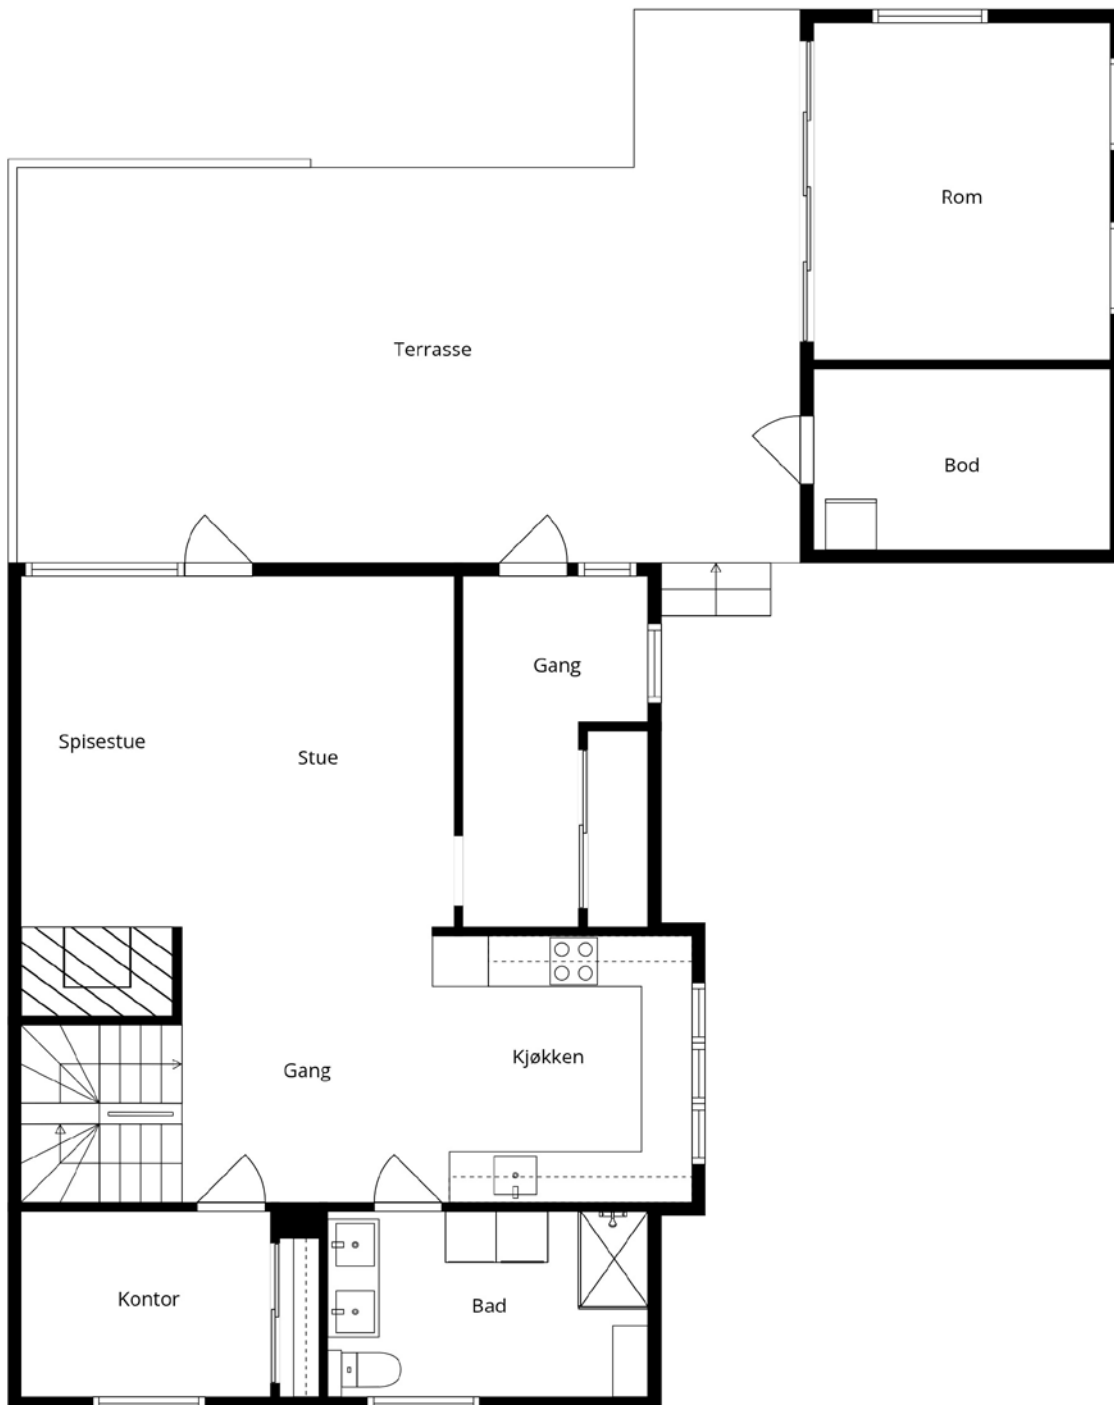 Rom
Terrasse
Bod
Gang
Spisestue
Stue
Gang
Kjøkken
Kontor
Bad